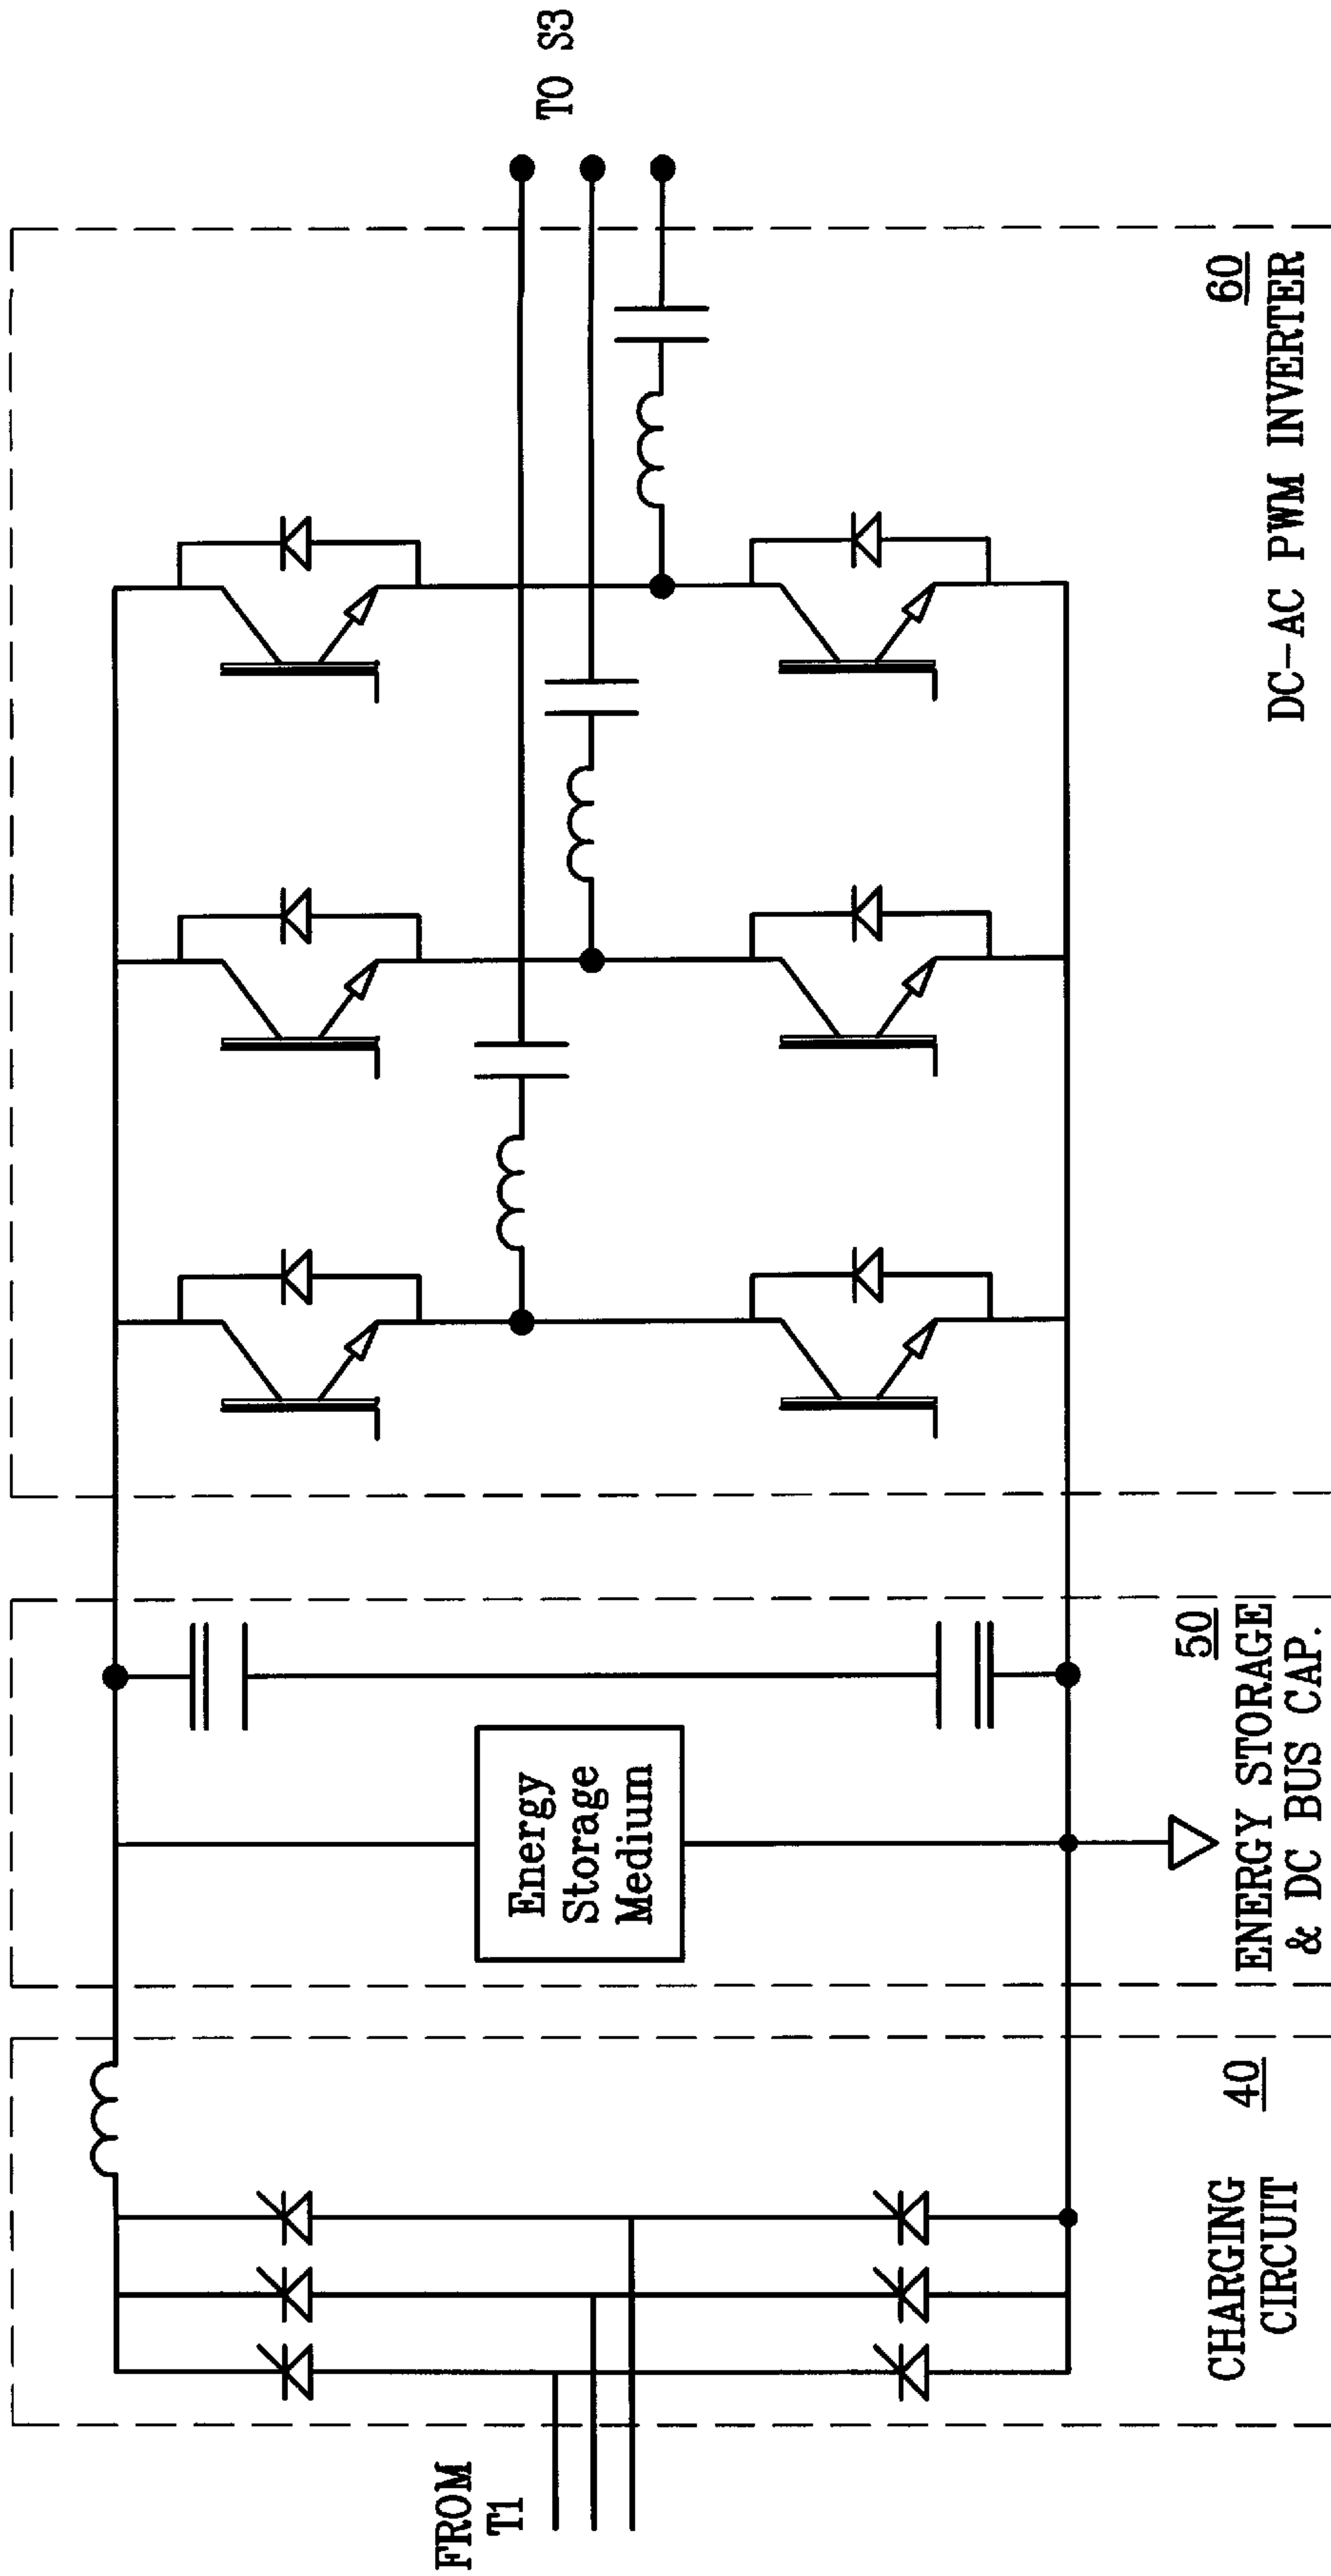 FROM
T1
CHARGING
CIRCUIT
40
Energy
Storage
Medium
50
ENERGY STORAGE
& DC BUS CAP.
60
DC-AC PWM INVERTER
TO S3